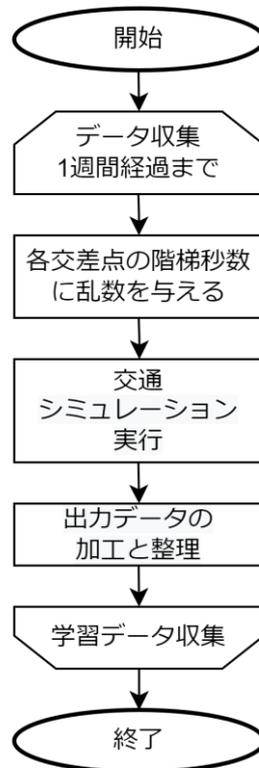 開始
データ収集
1週間経過まで
各交差点の階梯秒数
に乱数を与える
交通
シミュレーション
実行
出力データの
加工と整理
学習データ収集
終了